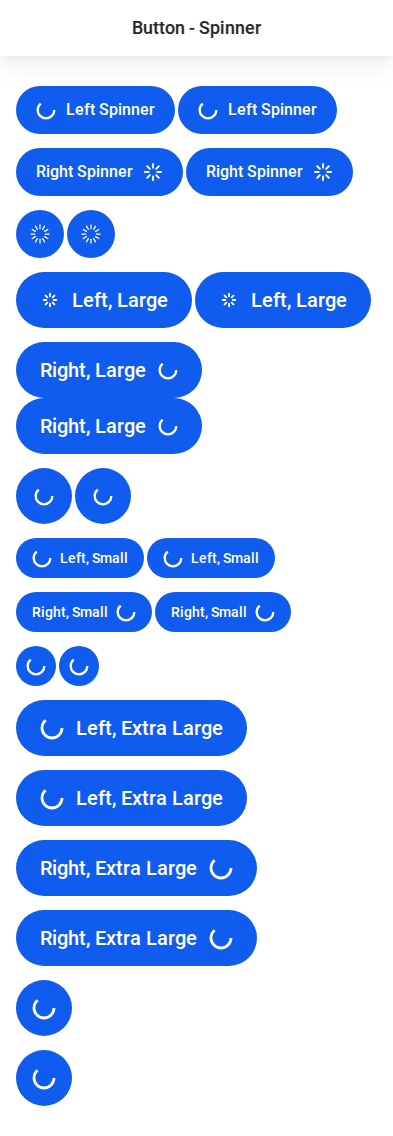 Button - Spinner
Left Spinner Left Spinner
Right Spinner Right Spinner
Left, Large Left, Large
Right, Large
Right, Large
Left, Small Left, Small
Right, Small Right, Small
Left, Extra Large
Left, Extra Large
Right, Extra Large
Right, Extra Large